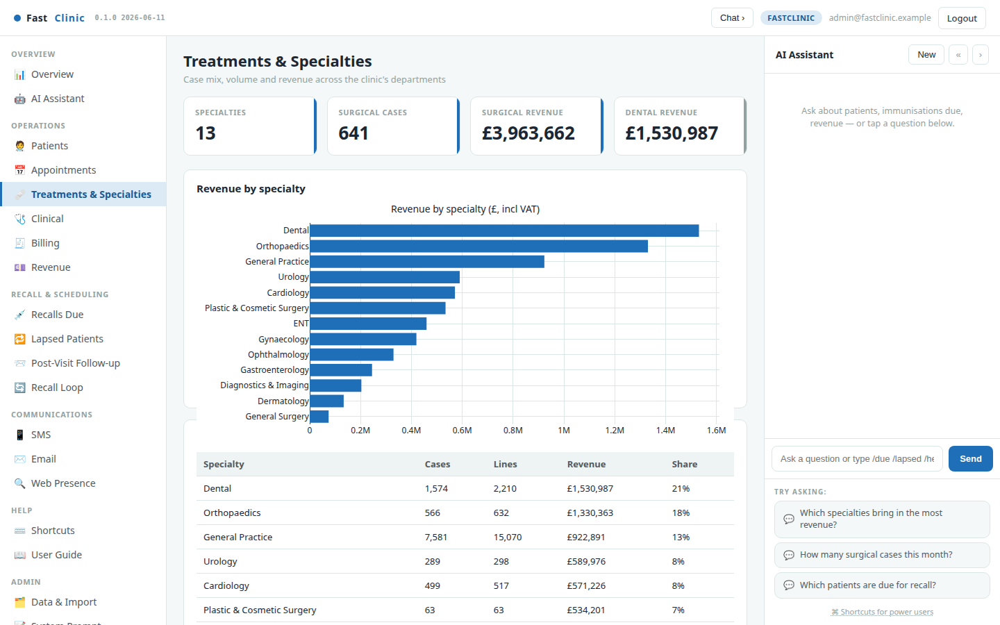 Fast Clinic 0.1.0 2026-06-11
Chat ›
FASTCLINIC
admin@fastclinic.example
Logout
OVERVIEW
Overview
AI Assistant
OPERATIONS
Patients
Appointments
Treatments & Specialties
Clinical
Billing
Revenue
RECALL & SCHEDULING
Recalls Due
Lapsed Patients
Post-Visit Follow-up
Recall Loop
COMMUNICATIONS
SMS
Email
Web Presence
HELP
Shortcuts
User Guide
ADMIN
Data & Import
System Prompt
Treatments & Specialties
Case mix, volume and revenue across the clinic's departments
SPECIALTIES
13
SURGICAL CASES
641
SURGICAL REVENUE
£3,963,662
DENTAL REVENUE
£1,530,987
Revenue by specialty
Revenue by specialty (£, incl VAT)
Dental
Orthopaedics
General Practice
Urology
Cardiology
Plastic & Cosmetic Surgery
ENT
Gynaecology
Ophthalmology
Gastroenterology
Diagnostics & Imaging
Dermatology
General Surgery
0 0.2M 0.4M 0.6M 0.8M 1M 1.2M 1.4M 1.6M
Specialty Cases Lines Revenue Share
Dental 1,574 2,210 £1,530,987 21%
Orthopaedics 566 632 £1,330,363 18%
General Practice 7,581 15,070 £922,891 13%
Urology 289 298 £589,976 8%
Cardiology 499 517 £571,226 8%
Plastic & Cosmetic Surgery 63 63 £534,201 7%
AI Assistant
New
«
›
Ask about patients, immunisations due,
revenue — or tap a question below.
Ask a question or type /due /lapsed /he
Send
TRY ASKING:
Which specialties bring in the most
revenue?
How many surgical cases this month?
Which patients are due for recall?
⌘ Shortcuts for power users